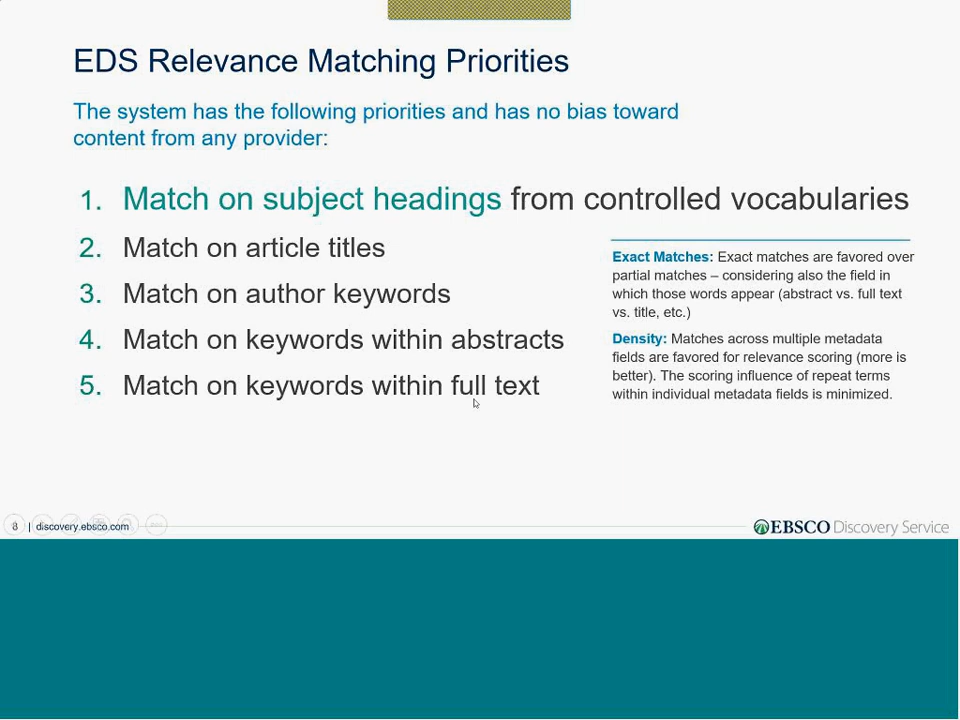 EDS Relevance Matching Priorities
The system has the following priorities and has no bias toward
content from any provider:
1. Match on subject headings from controlled vocabularies
2. Match on article titles
3. Match on author keywords
4. Match on keywords within abstracts
5. Match on keywords within full text
Exact Matches: Exact matches are favored over
partial matches – considering also the field in
which those words appear (abstract vs. full text
vs. title, etc.)
Density: Matches across multiple metadata
fields are favored for relevance scoring (more is
better). The scoring influence of repeat terms
within individual metadata fields is minimized.
8 | discovery.ebsco.com
EBSCO Discovery Service